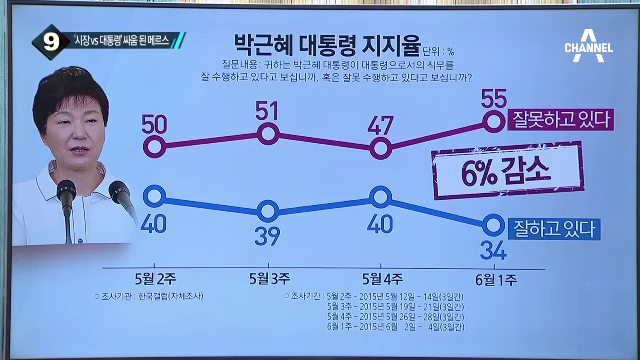 9 '시장 vs 대통령' 싸움 된 메르스
CHANNEL A
박근혜 대통령 지지율 단위 : %
질문내용: 귀하는 박근혜 대통령이 대통령으로서의 직무를
잘 수행하고 있다고 보십니까, 혹은 잘못 수행하고 있다고 보십니까?
50 51 47 55 잘못하고 있다
6% 감소
40 39 40 34 잘하고 있다
5월 2주 5월 3주 5월 4주 6월 1주
○ 조사기관 : 한국갤럽(자체조사)
○ 조사기간 : 5월 2주 - 2015년 5월 12일 ~ 14일(3일간)
5월 3주 - 2015년 5월 19일 ~ 21일(3일간)
5월 4주 - 2015년 5월 26일 ~ 28일(3일간)
6월 1주 - 2015년 6월 2일 ~ 4일(3일간)